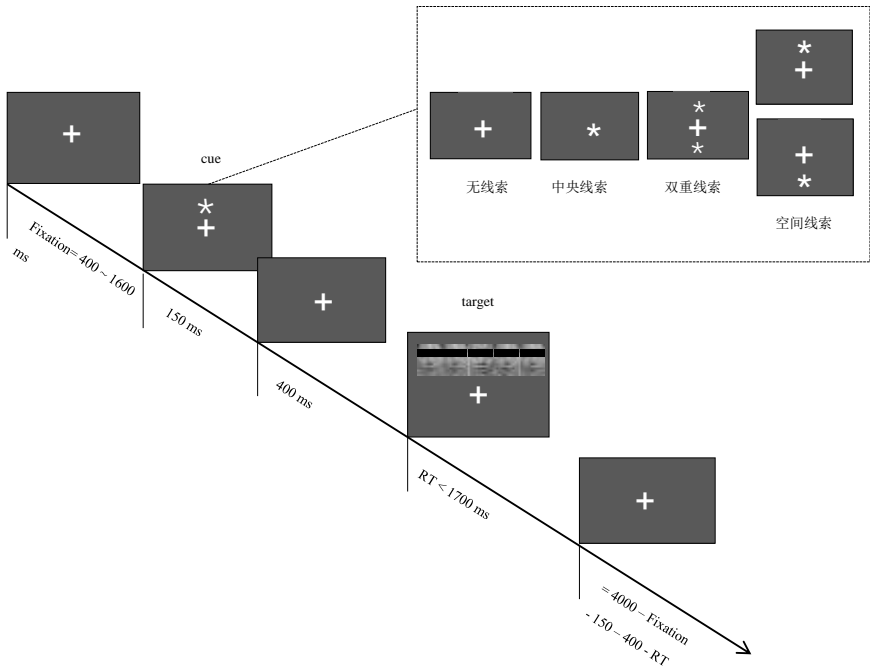 cue
无线索
中央线索
双重线索
空间线索
Fixation= 400 ~ 1600
ms
150 ms
400 ms
target
RT < 1700 ms
= 4000 – Fixation
- 150 – 400 - RT